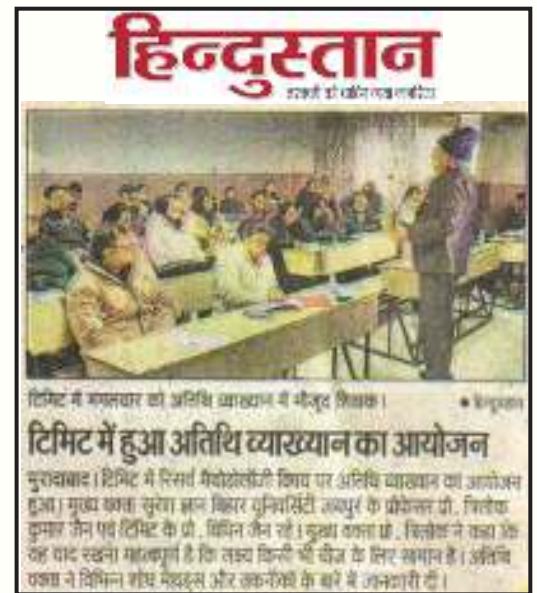 हिन्दुस्तान
टिमिट में मंगलवार को अतिथि व्याख्यान में मौजूद शिक्षक। ● हिन्दुस्तान
टिमिट में हुआ अतिथि व्याख्यान का आयोजन
मुरादाबाद। टिमिट में रिसर्च मैथोडोलॉजी विषय पर अतिथि व्याख्यान का आयोजन
हुआ। मुख्य वक्ता सुरेश ज्ञान बिहार यूनिवर्सिटी जयपुर के प्रोफेसर प्रो. त्रिलोक
कुमार जैन एवं टिमिट के प्रो. विपिन जैन रहे। मुख्य वक्ता प्रो. त्रिलोक ने कहा कि
यह याद रखना महत्वपूर्ण है कि लक्ष्य किसी भी चीज के लिए समान है। अतिथि
वक्ता ने विभिन्न शोध मेथड्स और तकनीकों के बारे में जानकारी दी।